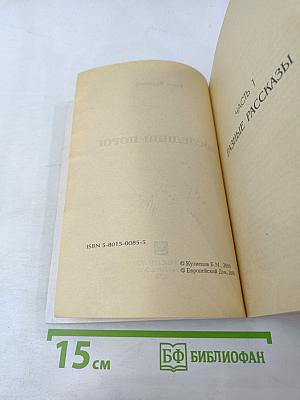 ЧАСТЬ 1
РАЗНЫЕ РАССКАЗЫ
ISBN 5-8015-0085-5
© Кузнецов Б.М., 2001
© Европейский Дом, 2001
15 см
БФ БИБЛИОФАН